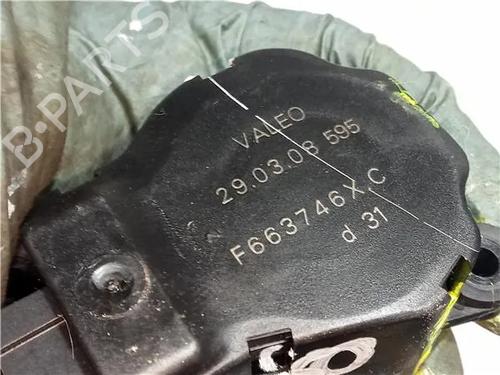 B-PARTS
VALEO
29.03.08 595
F663746X.C
d 31